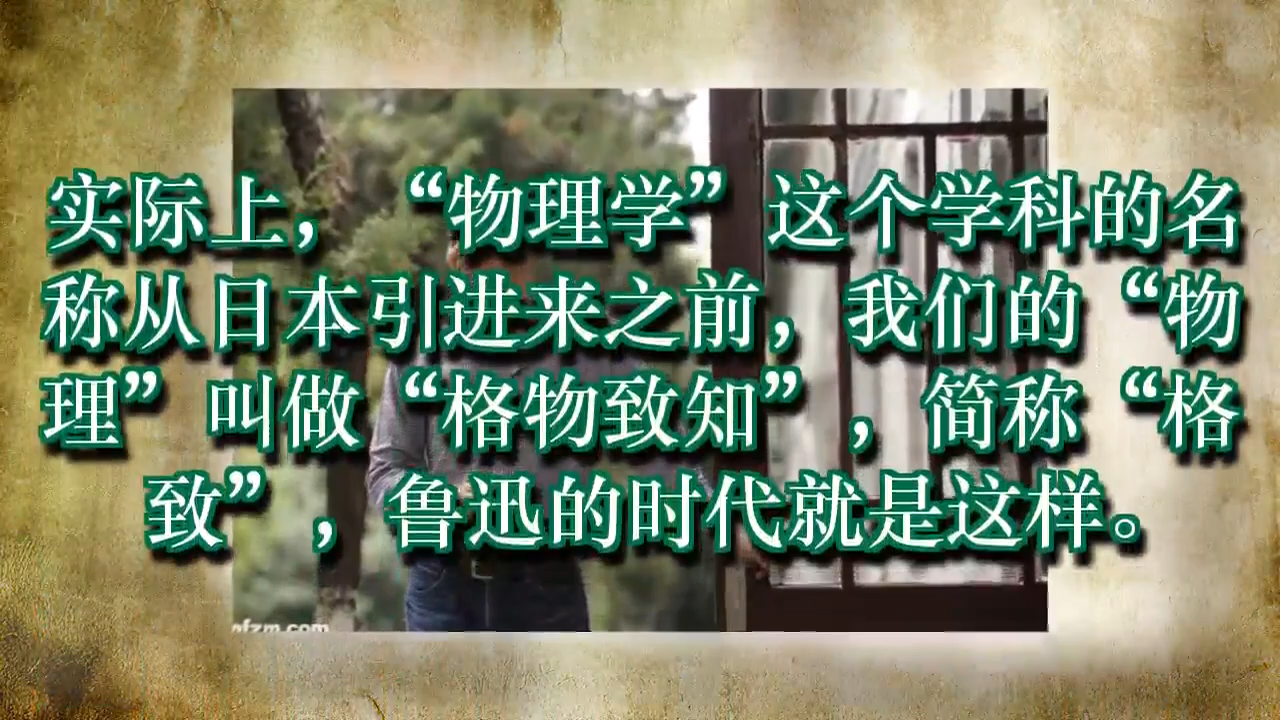 实际上，“物理学”这个学科的名
称从日本引进来之前，我们的“物
理”叫做“格物致知”，简称“格
致”，鲁迅的时代就是这样。
nfzm.com